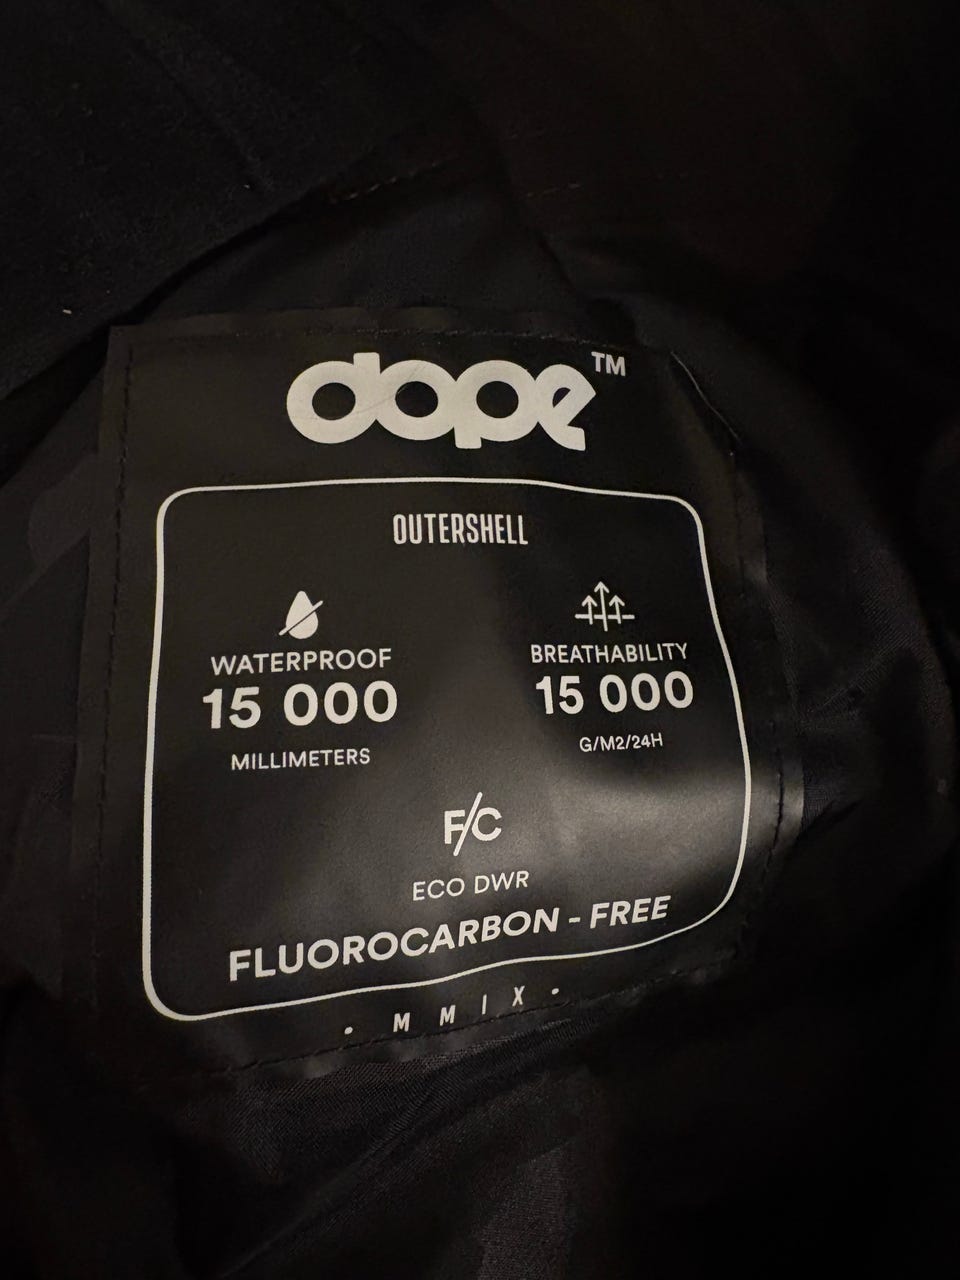 dope™
OUTERSHELL
WATERPROOF
15 000
MILLIMETERS
BREATHABILITY
15 000
G/M2/24H
F/C
ECO DWR
FLUOROCARBON - FREE
• M M I X •